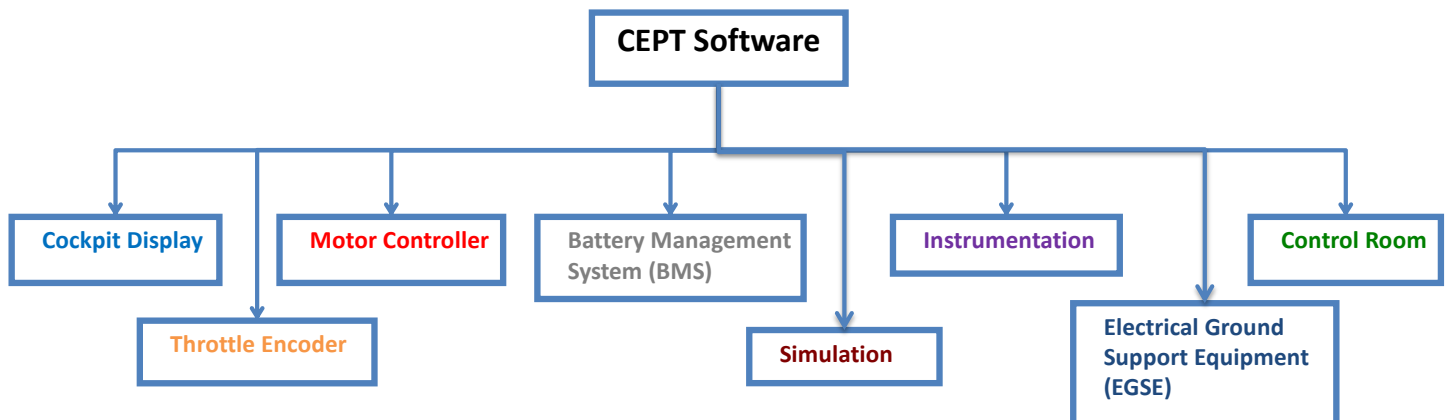 CEPT Software
Cockpit Display
Motor Controller
Battery Management
System (BMS)
Instrumentation
Control Room
Throttle Encoder
Simulation
Electrical Ground
Support Equipment
(EGSE)